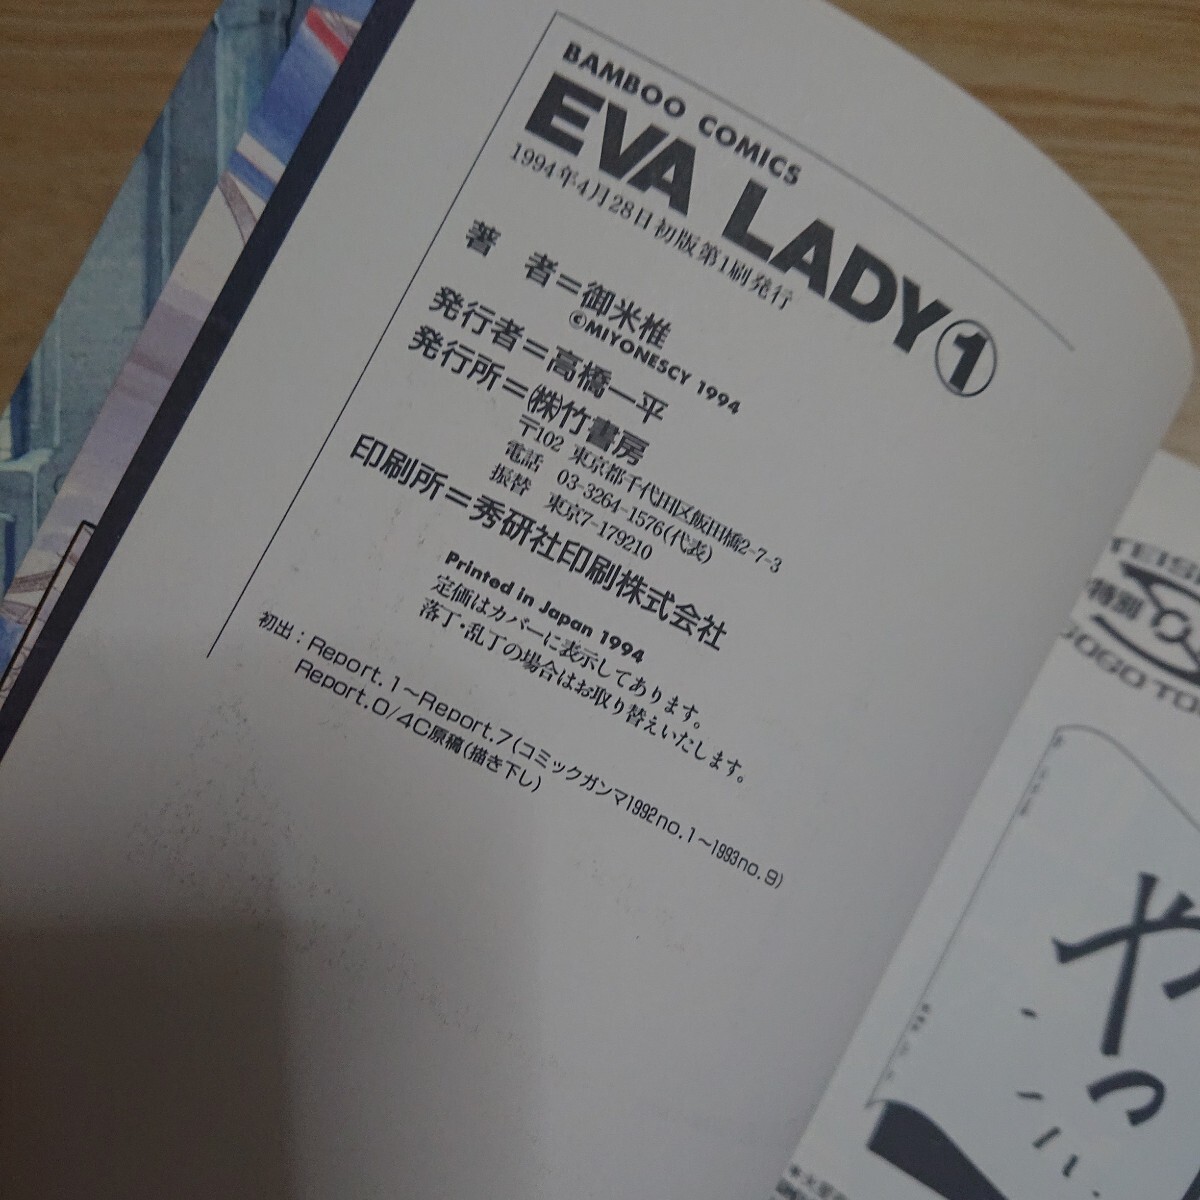 BAMBOO COMICS
EVA LADY①
1994年4月28日初版第1刷発行
著 者＝御米椎
©MIYONESCY 1994
発行者＝高橋一平
発行所＝㈱竹書房
〒102 東京都千代田区飯田橋2-7-3
電話 03-3264-1576(代表)
振替 東京7-179210
印刷所＝秀研社印刷株式会社
Printed in Japan 1994
定価はカバーに表示してあります。
落丁・乱丁の場合はお取り替えいたします。
初出：Report.1～Report.7(コミックガンマ1992no.1～1993no.9)
Report.0/4C原稿(描き下し)
TEIS
特別
GOGO TO
やっ